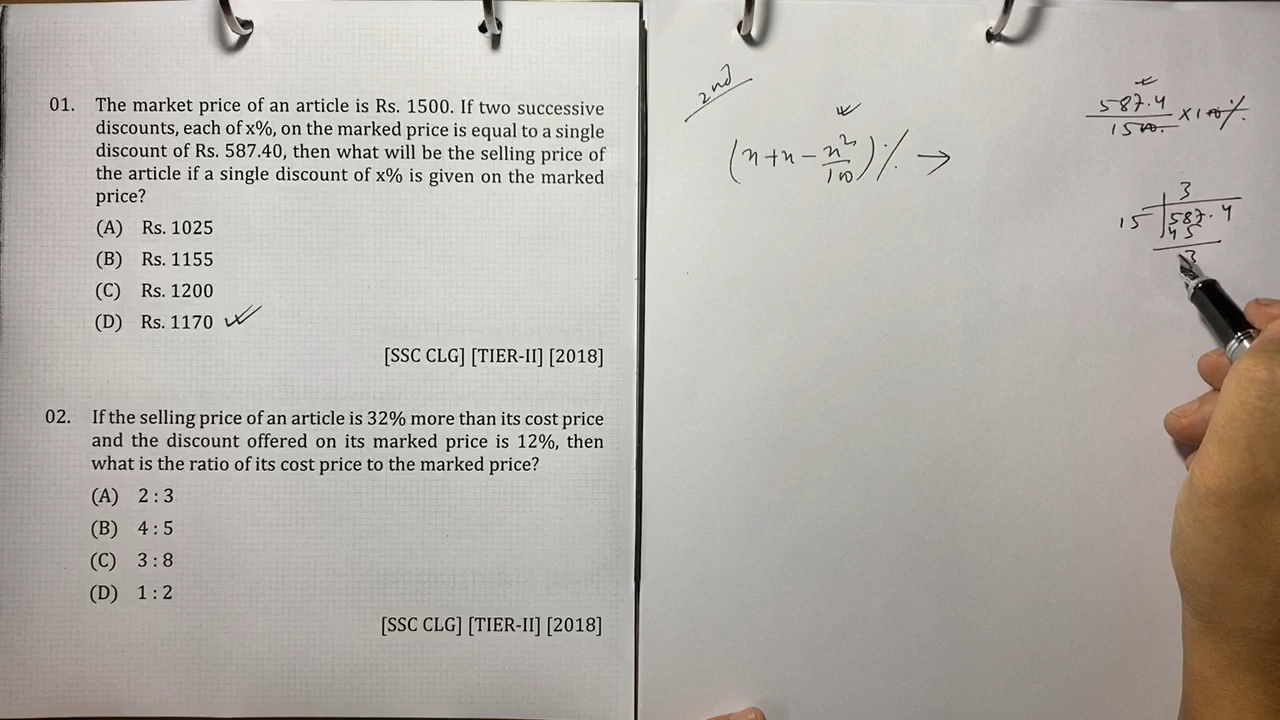 01. The market price of an article is Rs. 1500. If two successive
discounts, each of x%, on the marked price is equal to a single
discount of Rs. 587.40, then what will be the selling price of
the article if a single discount of x% is given on the marked
price?
(A) Rs. 1025
(B) Rs. 1155
(C) Rs. 1200
(D) Rs. 1170
[SSC CLG] [TIER-II] [2018]
02. If the selling price of an article is 32% more than its cost price
and the discount offered on its marked price is 12%, then
what is the ratio of its cost price to the marked price?
(A) 2 : 3
(B) 4 : 5
(C) 3 : 8
(D) 1 : 2
[SSC CLG] [TIER-II] [2018]
2nd
(x+x-x²/100)% →
587.4/1500 × 100%
3
15 587.4
45
3